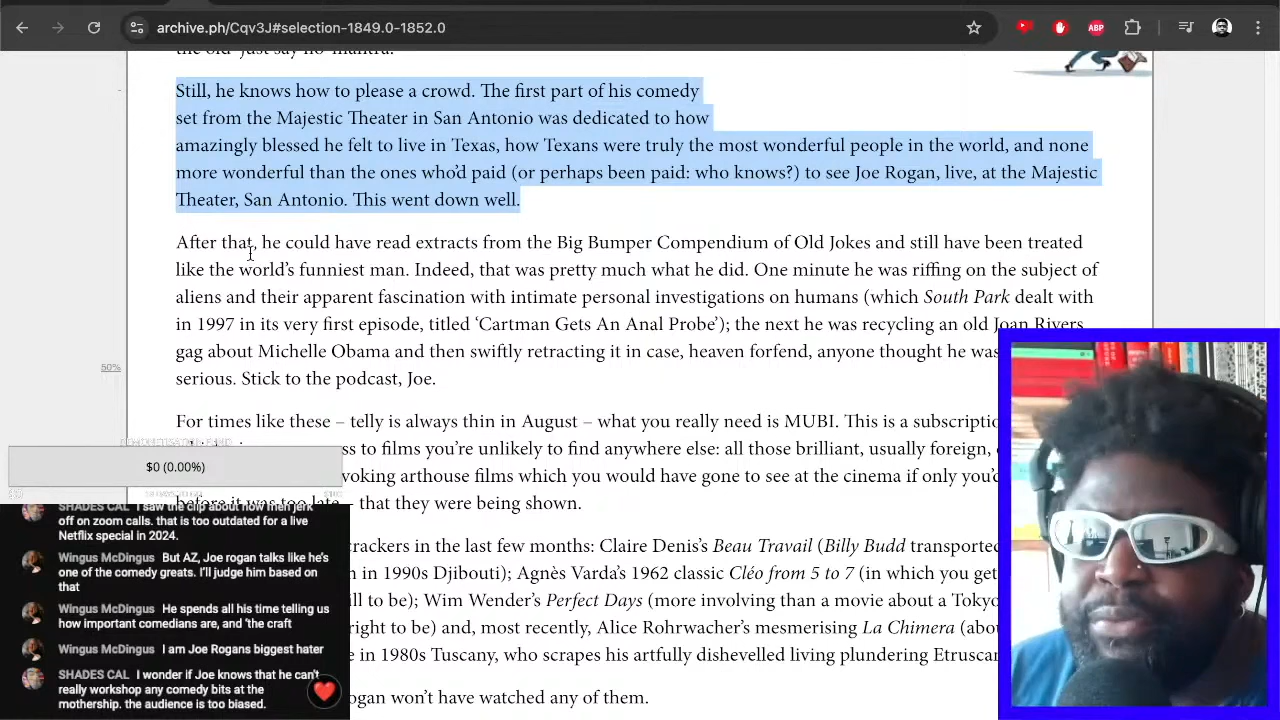 archive.ph/Cqv3J#selection-1849.0-1852.0
ABP
the old 'just say no' mantra.
Still, he knows how to please a crowd. The first part of his comedy
set from the Majestic Theater in San Antonio was dedicated to how
amazingly blessed he felt to live in Texas, how Texans were truly the most wonderful people in the world, and none
more wonderful than the ones who'd paid (or perhaps been paid: who knows?) to see Joe Rogan, live, at the Majestic
Theater, San Antonio. This went down well.
After that, he could have read extracts from the Big Bumper Compendium of Old Jokes and still have been treated
like the world's funniest man. Indeed, that was pretty much what he did. One minute he was riffing on the subject of
aliens and their apparent fascination with intimate personal investigations on humans (which South Park dealt with
in 1997 in its very first episode, titled 'Cartman Gets An Anal Probe'); the next he was recycling an old Joan Rivers
gag about Michelle Obama and then swiftly retracting it in case, heaven forfend, anyone thought he was
serious. Stick to the podcast, Joe.
50%
For times like these – telly is always thin in August – what you really need is MUBI. This is a subscriptio
ss to films you're unlikely to find anywhere else: all those brilliant, usually foreign,
voking arthouse films which you would have gone to see at the cinema if only you'd
before it was too late – that they were being shown.
crackers in the last few months: Claire Denis's Beau Travail (Billy Budd transported
n in 1990s Djibouti); Agnès Varda's 1962 classic Cléo from 5 to 7 (in which you get
ill to be); Wim Wender's Perfect Days (more involving than a movie about a Tokyo
right to be) and, most recently, Alice Rohrwacher's mesmerising La Chimera (abou
e in 1980s Tuscany, who scrapes his artfully dishevelled living plundering Etruscan
ogan won't have watched any of them.
$0 (0.00%)
SHADES CAL I saw the clip about how men jerk
off on zoom calls. that is too outdated for a live
Netflix special in 2024.
Wingus McDingus But AZ, Joe rogan talks like he's
one of the comedy greats. I'll judge him based on
that
Wingus McDingus He spends all his time telling us
how important comedians are, and 'the craft
Wingus McDingus I am Joe Rogans biggest hater
SHADES CAL I wonder if Joe knows that he can't
really workshop any comedy bits at the
mothership. the audience is too biased.